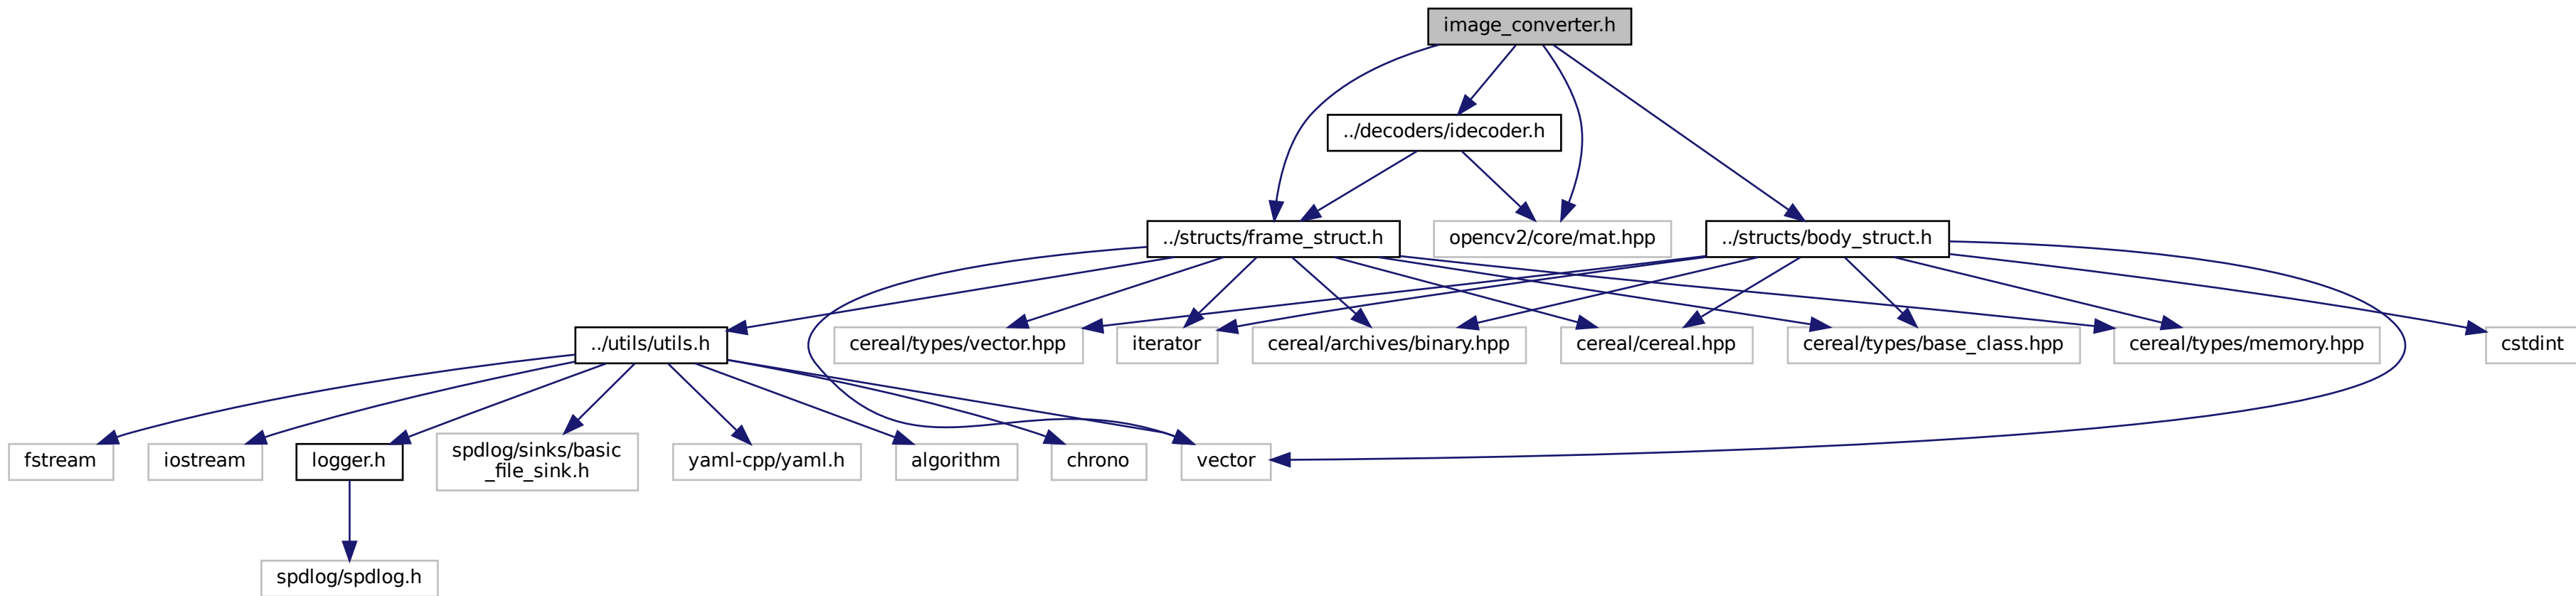 image_converter.h
../decoders/idecoder.h
../structs/frame_struct.h
opencv2/core/mat.hpp
../structs/body_struct.h
../utils/utils.h
cereal/types/vector.hpp
iterator
cereal/archives/binary.hpp
cereal/cereal.hpp
cereal/types/base_class.hpp
cereal/types/memory.hpp
cstdint
fstream
iostream
logger.h
spdlog/sinks/basic
_file_sink.h
yaml-cpp/yaml.h
algorithm
chrono
vector
spdlog/spdlog.h